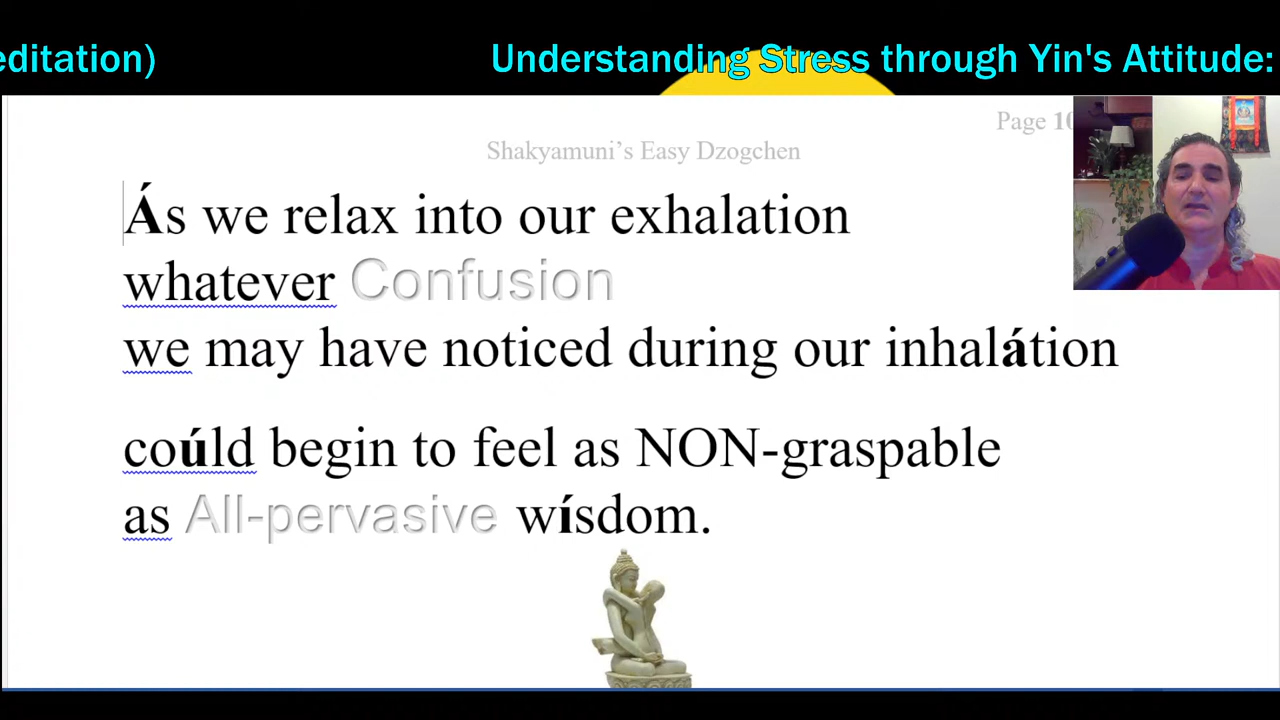 editation) Understanding Stress through Yin's Attitude:
Page 10
Shakyamuni’s Easy Dzogchen
Ás we relax into our exhalation
whatever Confusion
we may have noticed during our inhalátion
coúld begin to feel as NON-graspable
as All-pervasive wísdom.